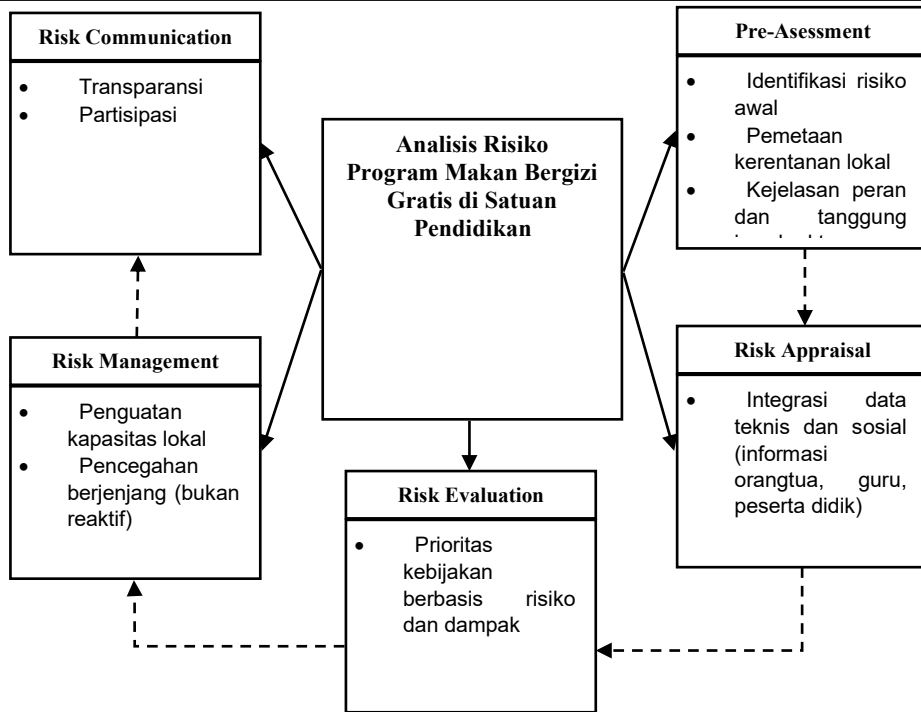 Risk Communication
• Transparansi
• Partisipasi
Pre-Asessment
• Identifikasi risiko
awal
• Pemetaan
kerentanan lokal
• Kejelasan peran
dan tanggung
Analisis Risiko
Program Makan Bergizi
Gratis di Satuan
Pendidikan
Risk Management
• Penguatan
kapasitas lokal
• Pencegahan
berjenjang (bukan
reaktif)
Risk Appraisal
• Integrasi data
teknis dan sosial
(informasi
orangtua, guru,
peserta didik)
Risk Evaluation
• Prioritas
kebijakan
berbasis risiko
dan dampak